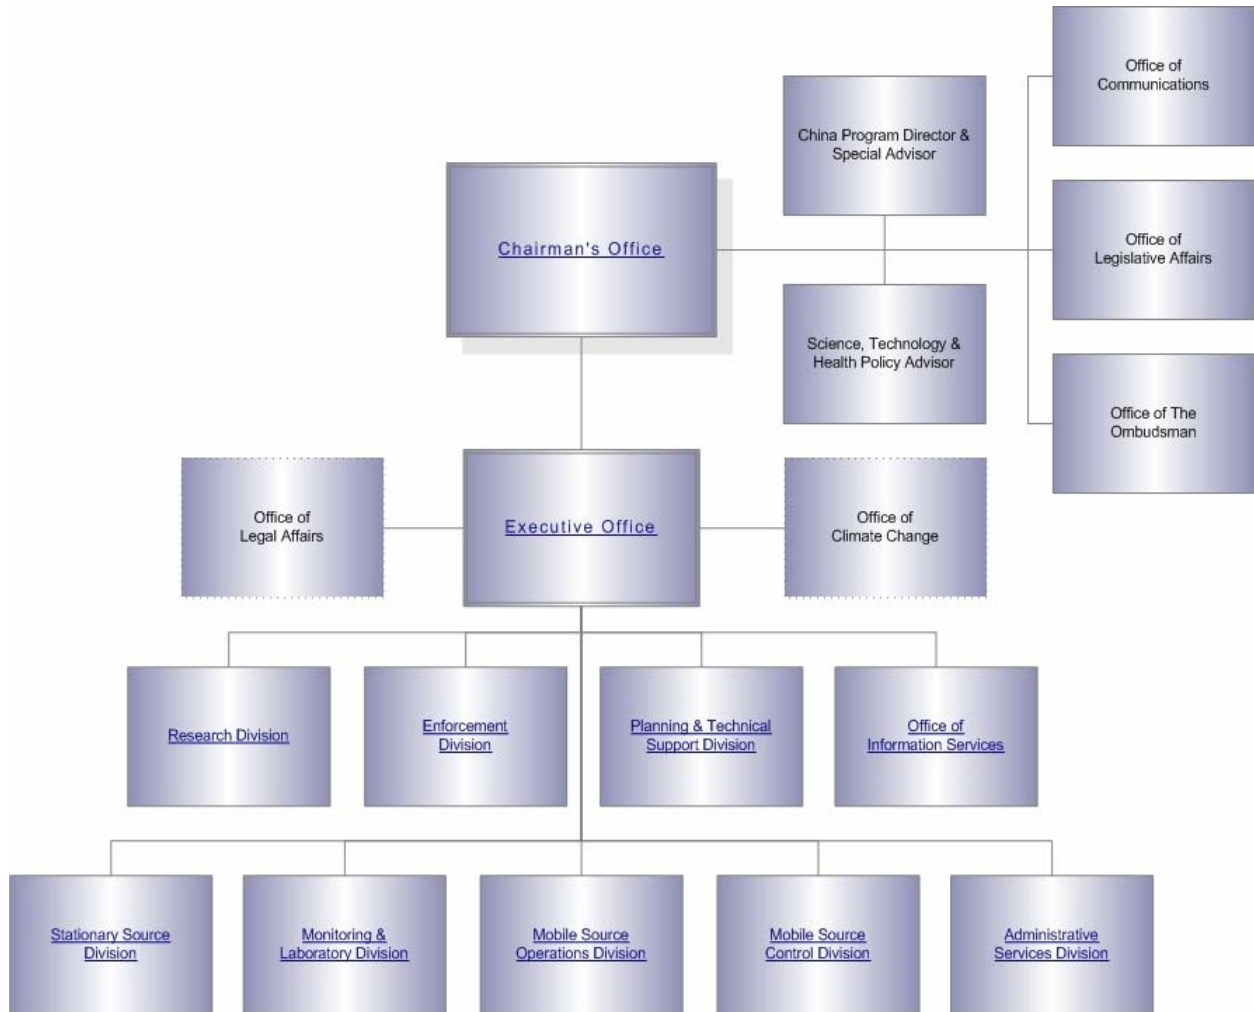 Office of
Communications
China Program Director &
Special Advisor
Chairman's Office
Office of
Legislative Affairs
Science, Technology &
Health Policy Advisor
Office of The
Ombudsman
Office of
Legal Affairs
Executive Office
Office of
Climate Change
Research Division
Enforcement
Division
Planning & Technical
Support Division
Office of
Information Services
Stationary Source
Division
Monitoring &
Laboratory Division
Mobile Source
Operations Division
Mobile Source
Control Division
Administrative
Services Division